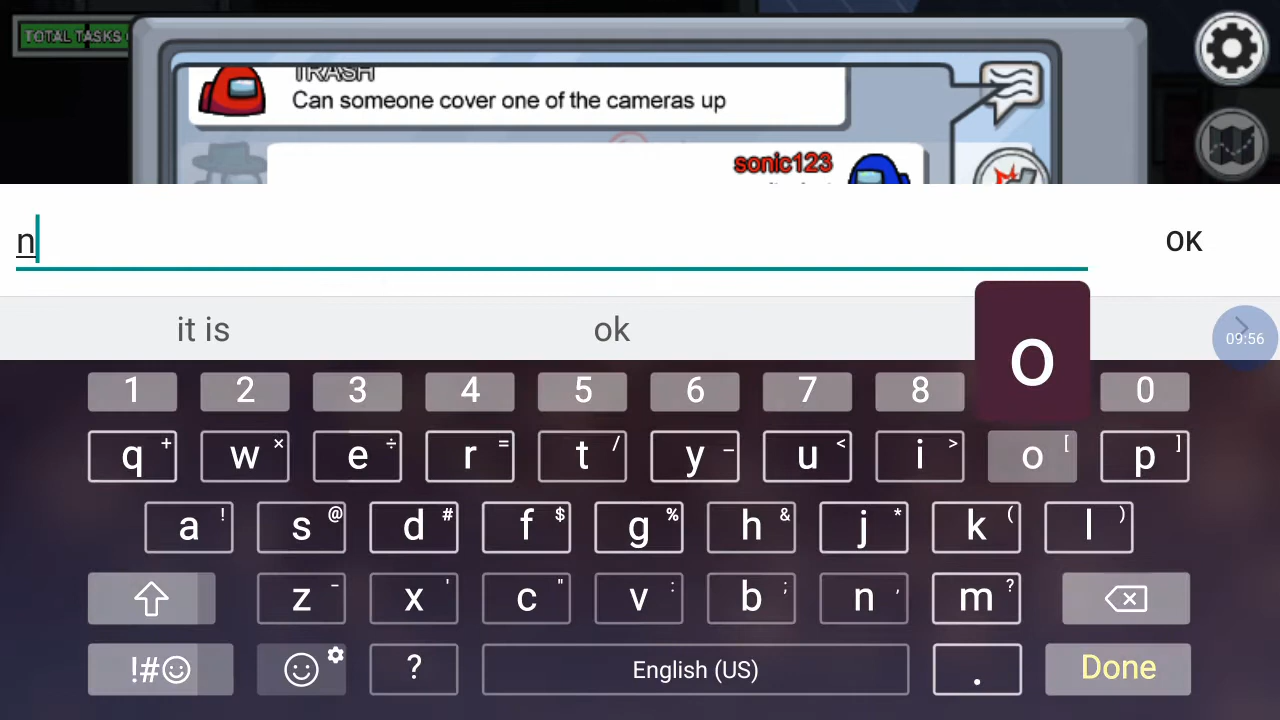 TOTAL TASKS
TRASH
Can someone cover one of the cameras up
sonic123
n
OK
it is
ok
09:56
o
1 2 3 4 5 6 7 8 0
q + w × e ÷ r = t / y _ u < i > o [ p ]
a ! s @ d # f $ g % h & j * k ( l )
z - x ' c " v : b ; n , m ?
!#☺ ? English (US) . Done